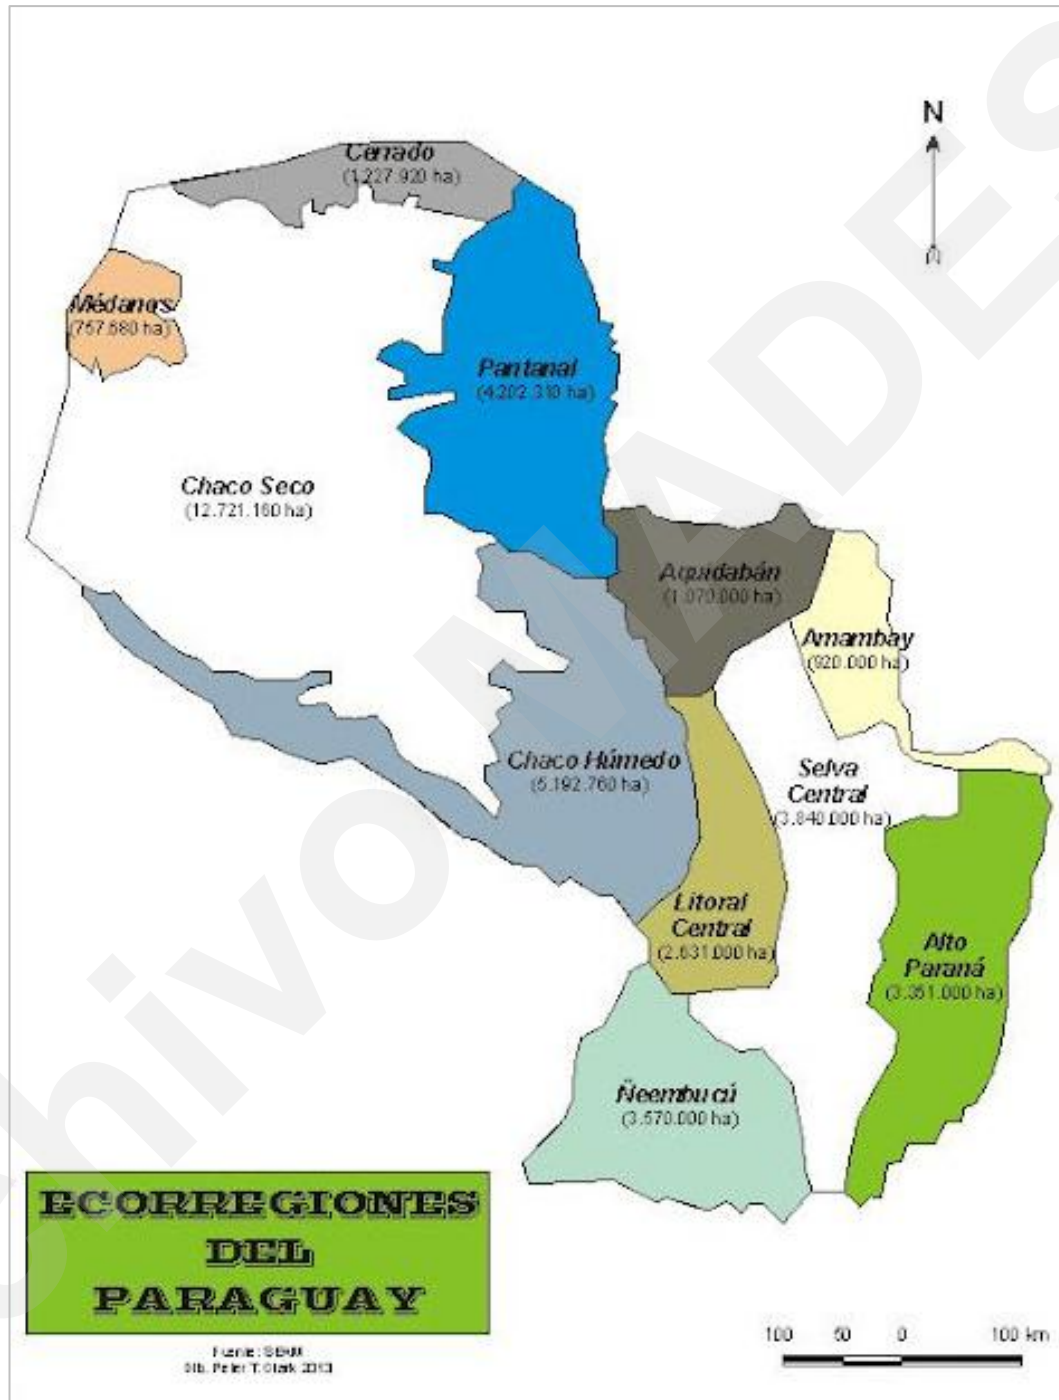 N
Cerrado
(1.227.920 ha)
Médanos
(757.680 ha)
Pantanal
(4.202.310 ha)
Chaco Seco
(12.721.160 ha)
Aquidabán
(1.070.000 ha)
Amambay
(920.000 ha)
Chaco Húmedo
(5.192.760 ha)
Selva
Central
(3.840.000 ha)
Litoral
Central
(2.631.000 ha)
Alto
Paraná
(3.351.000 ha)
Ñeembucú
(3.570.000 ha)
ECORREGIONES
DEL
PARAGUAY
Fuente: SEAM
Dib. Peter T. Clark
100 50 0 100 km